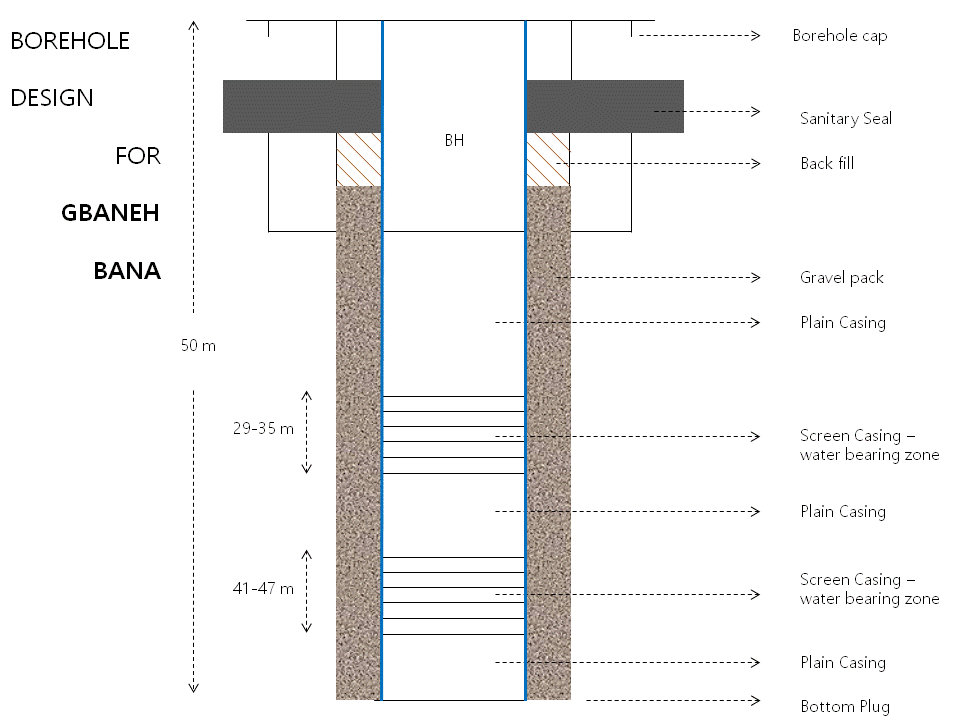 BOREHOLE
DESIGN
FOR
GBANEH
BANA
50 m
29-35 m
41-47 m
BH
Borehole cap
Sanitary Seal
Back fill
Gravel pack
Plain Casing
Screen Casing –
water bearing zone
Plain Casing
Screen Casing –
water bearing zone
Plain Casing
Bottom Plug